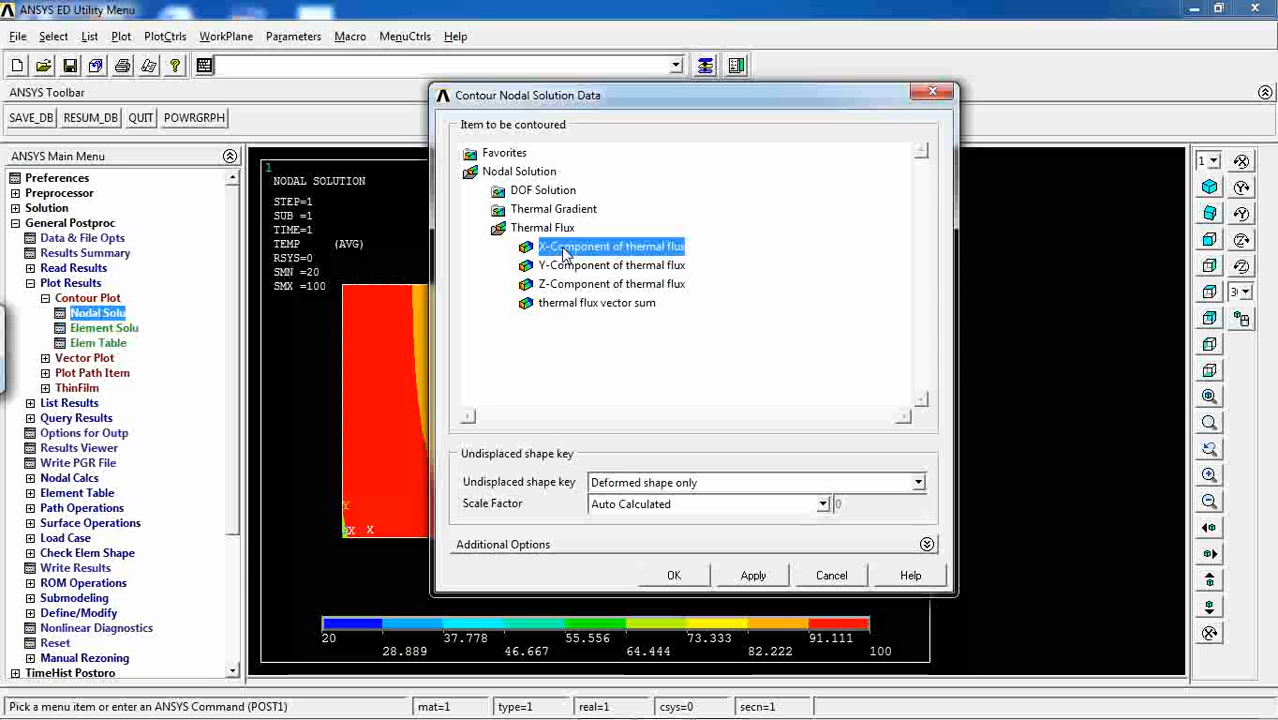 ANSYS ED Utility Menu
File Select List Plot PlotCtrls WorkPlane Parameters Macro MenuCtrls Help
ANSYS Toolbar
SAVE_DB RESUM_DB QUIT POWRGRPH
ANSYS Main Menu
Preferences
Preprocessor
Solution
General Postproc
Data & File Opts
Results Summary
Read Results
Plot Results
Contour Plot
Nodal Solu
Element Solu
Elem Table
Vector Plot
Plot Path Item
ThinFilm
List Results
Query Results
Options for Outp
Results Viewer
Write PGR File
Nodal Calcs
Element Table
Path Operations
Surface Operations
Load Case
Check Elem Shape
Write Results
ROM Operations
Submodeling
Define/Modify
Nonlinear Diagnostics
Reset
Manual Rezoning
TimeHist Postpro
1
NODAL SOLUTION
STEP=1
SUB =1
TIME=1
TEMP (AVG)
RSYS=0
SMN =20
SMX =100
Y
X X
20 37.778 55.556 73.333 91.111
28.889 46.667 64.444 82.222 100
Contour Nodal Solution Data
Item to be contoured
Favorites
Nodal Solution
DOF Solution
Thermal Gradient
Thermal Flux
X-Component of thermal flux
Y-Component of thermal flux
Z-Component of thermal flux
thermal flux vector sum
Undisplaced shape key
Undisplaced shape key Deformed shape only
Scale Factor Auto Calculated 0
Additional Options
OK Apply Cancel Help
1
3
Pick a menu item or enter an ANSYS Command (POST1) mat=1 type=1 real=1 csys=0 secn=1